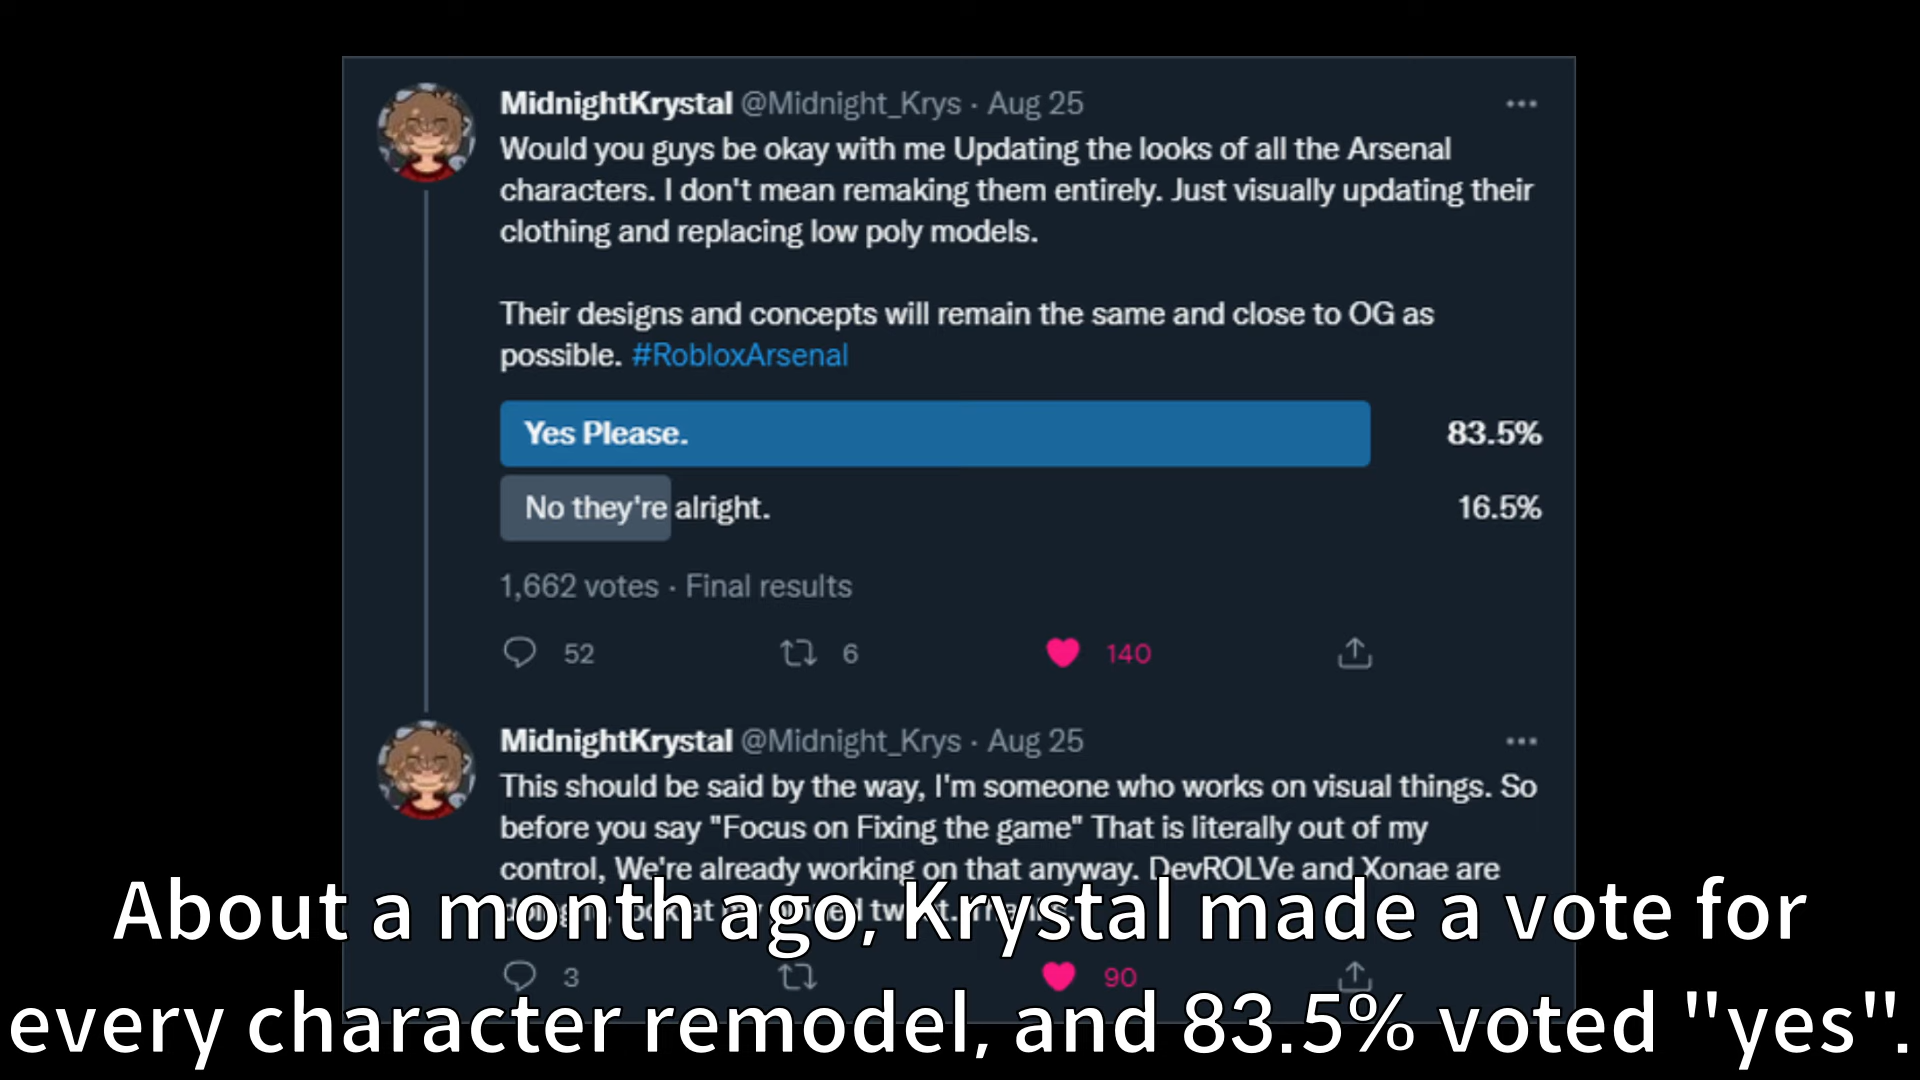 MidnightKrystal @Midnight_Krys · Aug 25
Would you guys be okay with me Updating the looks of all the Arsenal
characters. I don't mean remaking them entirely. Just visually updating their
clothing and replacing low poly models.
Their designs and concepts will remain the same and close to OG as
possible. #RobloxArsenal
Yes Please. 83.5%
No they're alright. 16.5%
1,662 votes · Final results
52 6 140
MidnightKrystal @Midnight_Krys · Aug 25
This should be said by the way, I'm someone who works on visual things. So
before you say "Focus on Fixing the game" That is literally out of my
control, We're already working on that anyway. DevROLVe and Xonae are
3 90
About a month ago, Krystal made a vote for
every character remodel, and 83.5% voted "yes".